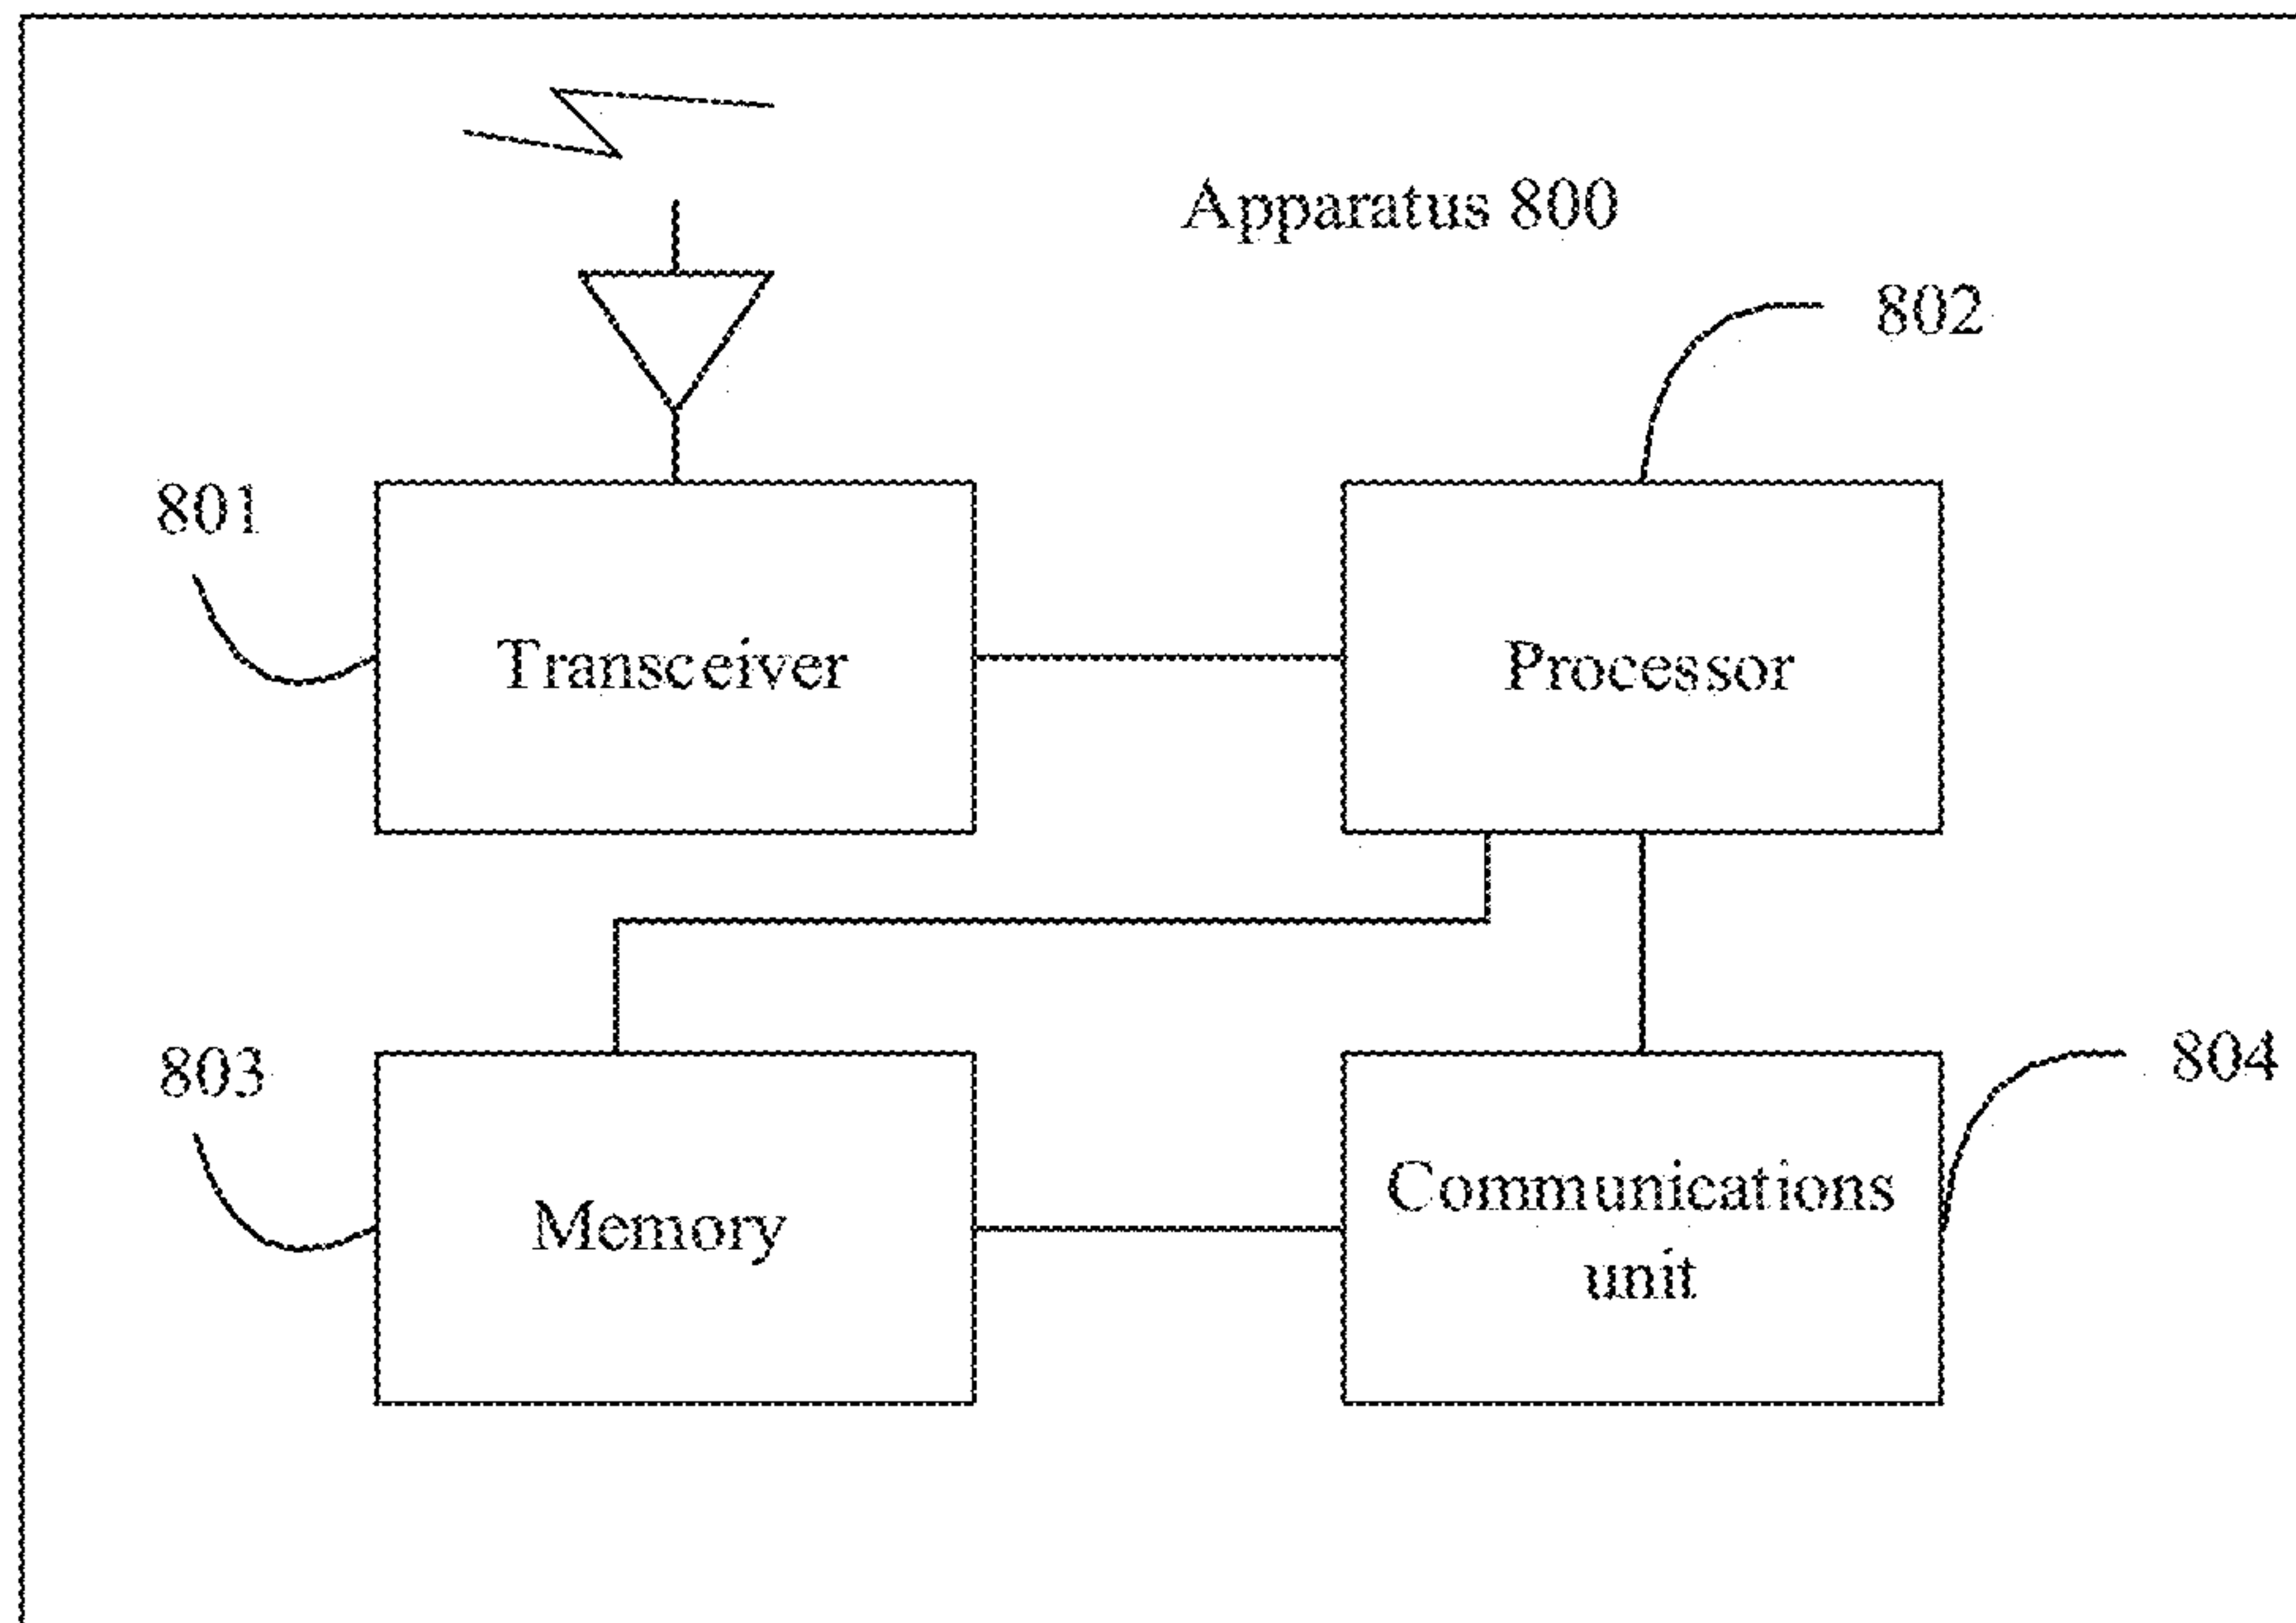 Apparatus 800
802
801
Transceiver
Processor
803
804
Memory
Communications
unit